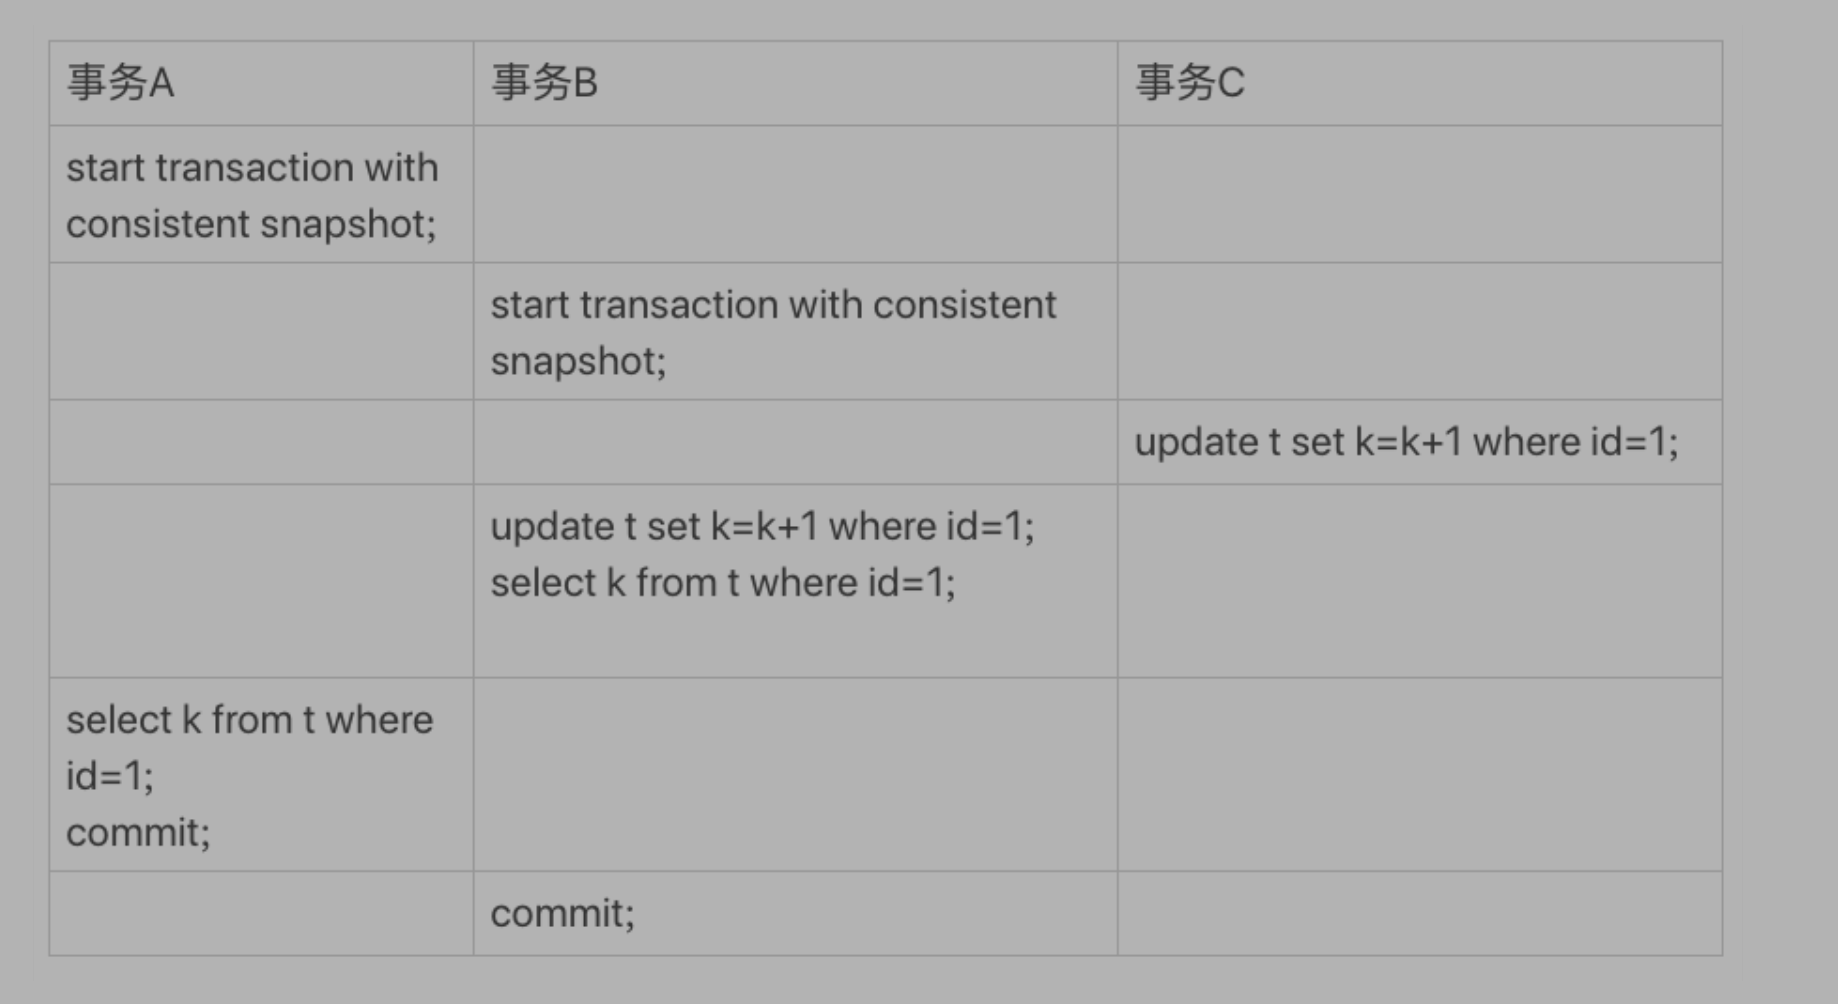 事务A
事务B
事务C
start transaction with
consistent snapshot;
start transaction with consistent
snapshot;
update t set k=k+1 where id=1;
update t set k=k+1 where id=1;
select k from t where id=1;
select k from t where
id=1;
commit;
commit;